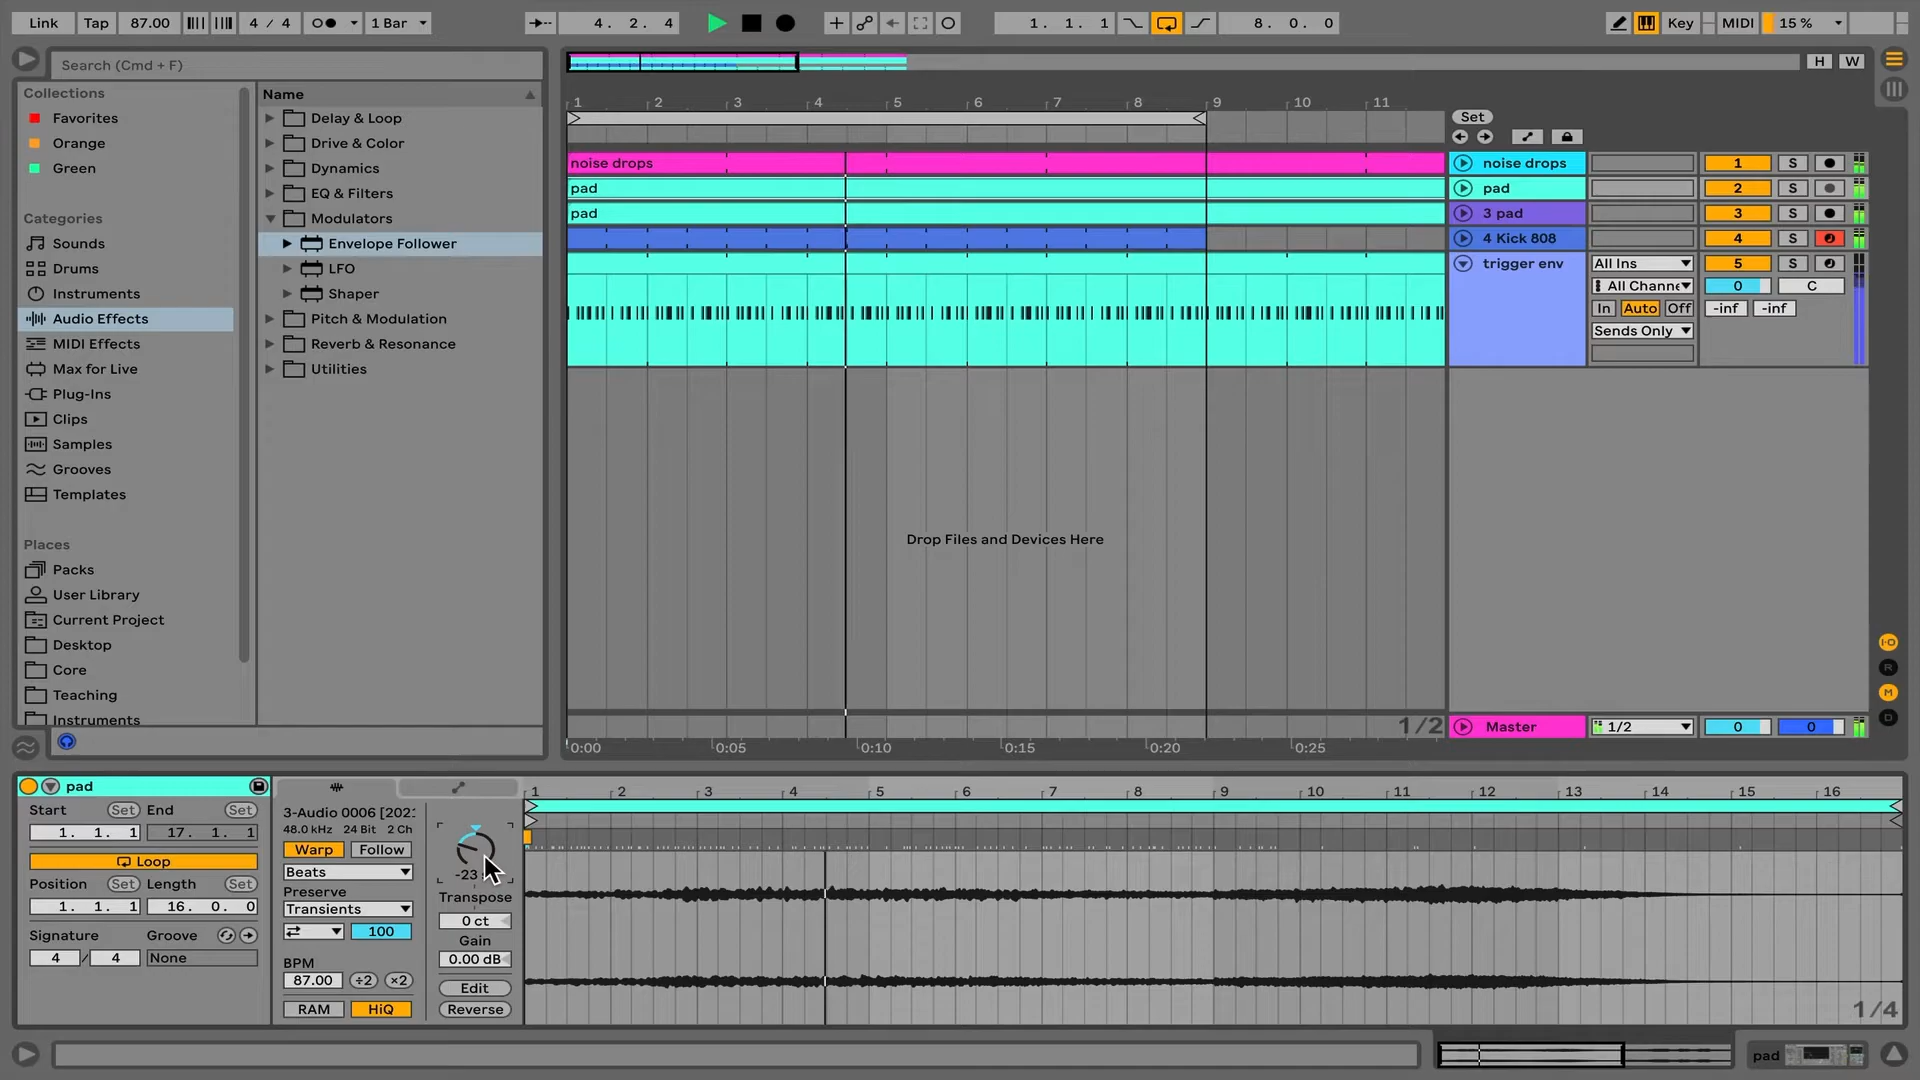 Link Tap 87.00 4 / 4 1 Bar 4. 2. 4 1. 1. 1 8. 0. 0 Key MIDI 15 %
Search (Cmd + F)
H W
Collections
Favorites
Orange
Green
Categories
Sounds
Drums
Instruments
Audio Effects
MIDI Effects
Max for Live
Plug-Ins
Clips
Samples
Grooves
Templates
Places
Packs
User Library
Current Project
Desktop
Core
Teaching
Instruments
Name
Delay & Loop
Drive & Color
Dynamics
EQ & Filters
Modulators
Envelope Follower
LFO
Shaper
Pitch & Modulation
Reverb & Resonance
Utilities
1 2 3 4 5 6 7 8 9 10 11
Set
noise drops
pad
pad
Drop Files and Devices Here
1/2
0:00 0:05 0:10 0:15 0:20 0:25
noise drops 1 S
pad 2 S
3 pad 3 S
4 Kick 808 4 S
trigger env All Ins 5 S
All Channe 0 C
In Auto Off -inf -inf
Sends Only
Master 1/2 0 0
I·O
R
M
D
pad
Start Set End Set
1. 1. 1 17. 1. 1
Loop
Position Set Length Set
1. 1. 1 16. 0. 0
Signature Groove
4 / 4 None
3-Audio 0006 [2021
48.0 kHz 24 Bit 2 Ch
Warp Follow
Beats
Preserve
Transients
100
BPM
87.00 ÷2 ×2
RAM HiQ
-23
Transpose
0 ct
Gain
0.00 dB
Edit
Reverse
1 2 3 4 5 6 7 8 9 10 11 12 13 14 15 16
1/4
pad